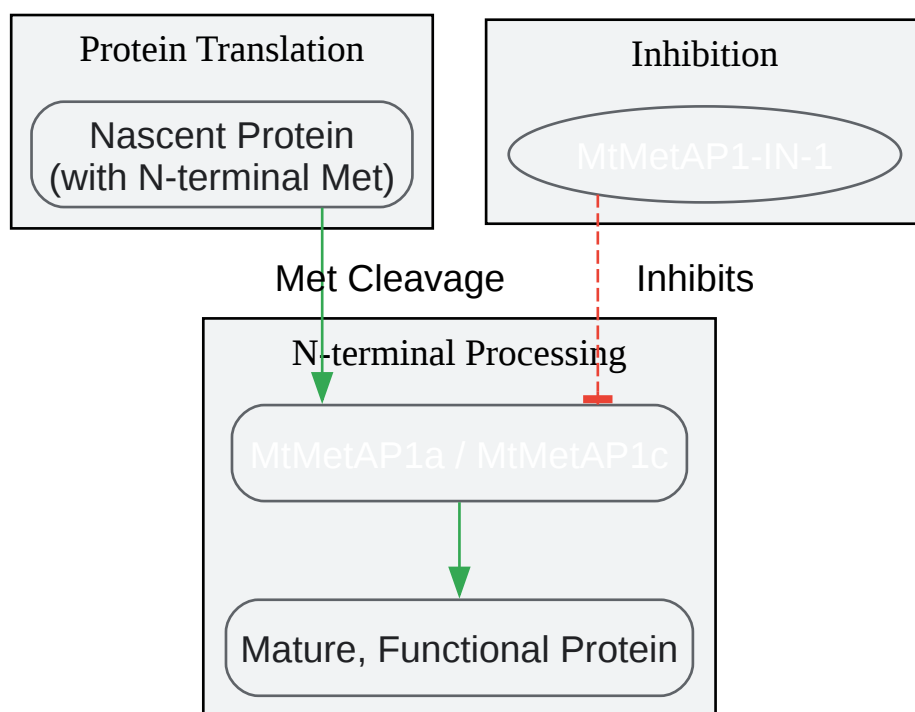 Protein Translation
Nascent Protein
(with N-terminal Met)
Inhibition
MtMetAP1-IN-1
Met Cleavage
Inhibits
N-terminal Processing
MtMetAP1a / MtMetAP1c
Mature, Functional Protein